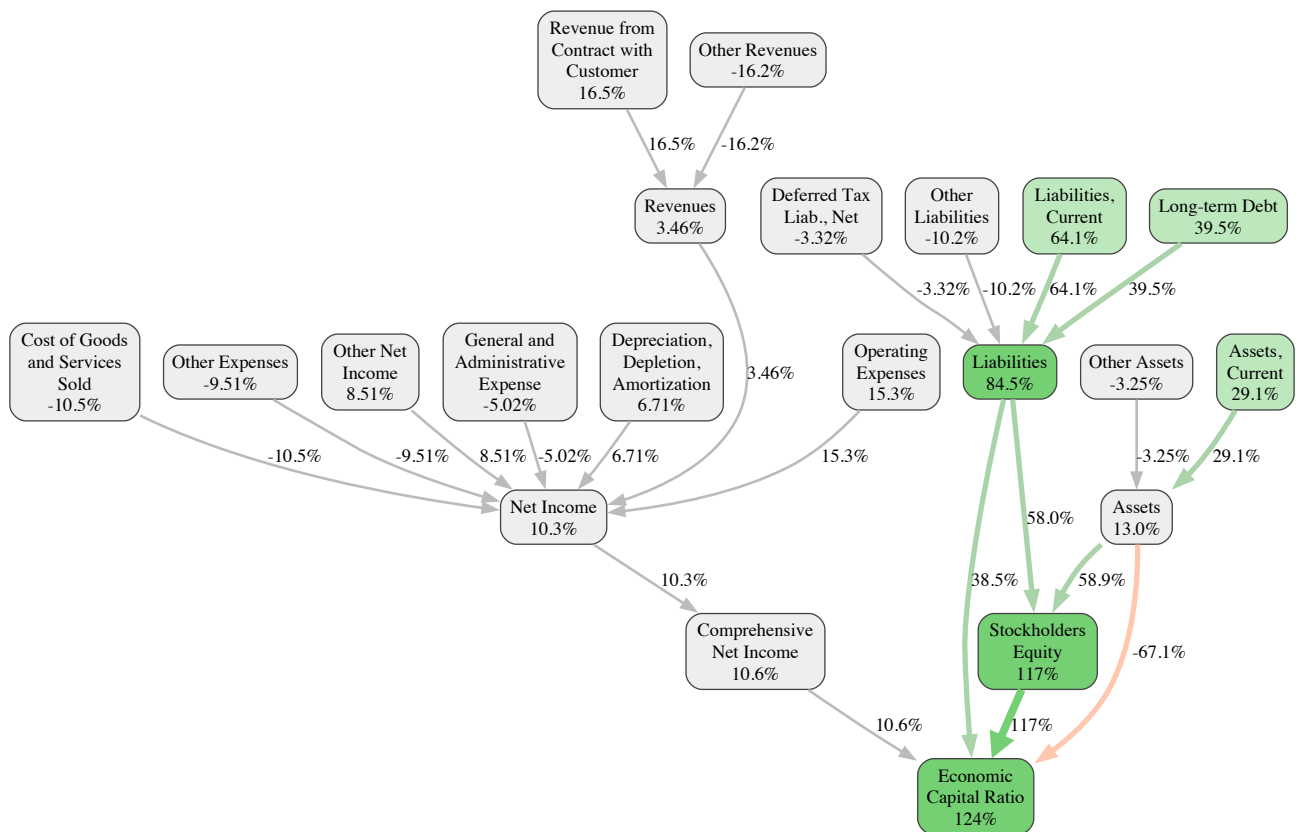 Revenue from
Contract with
Customer
16.5%
Other Revenues
-16.2%
16.5%
-16.2%
Revenues
3.46%
Deferred Tax
Liab., Net
-3.32%
Other
Liabilities
-10.2%
Liabilities,
Current
64.1%
Long-term Debt
39.5%
-3.32%
-10.2%
64.1%
39.5%
Cost of Goods
and Services
Sold
-10.5%
Other Expenses
-9.51%
Other Net
Income
8.51%
General and
Administrative
Expense
-5.02%
Depreciation,
Depletion,
Amortization
6.71%
3.46%
Operating
Expenses
15.3%
Liabilities
84.5%
Other Assets
-3.25%
Assets,
Current
29.1%
-10.5%
-9.51%
8.51%
-5.02%
6.71%
15.3%
-3.25%
29.1%
Net Income
10.3%
58.0%
Assets
13.0%
10.3%
38.5%
58.9%
Comprehensive
Net Income
10.6%
Stockholders
Equity
117%
-67.1%
10.6%
117%
Economic
Capital Ratio
124%